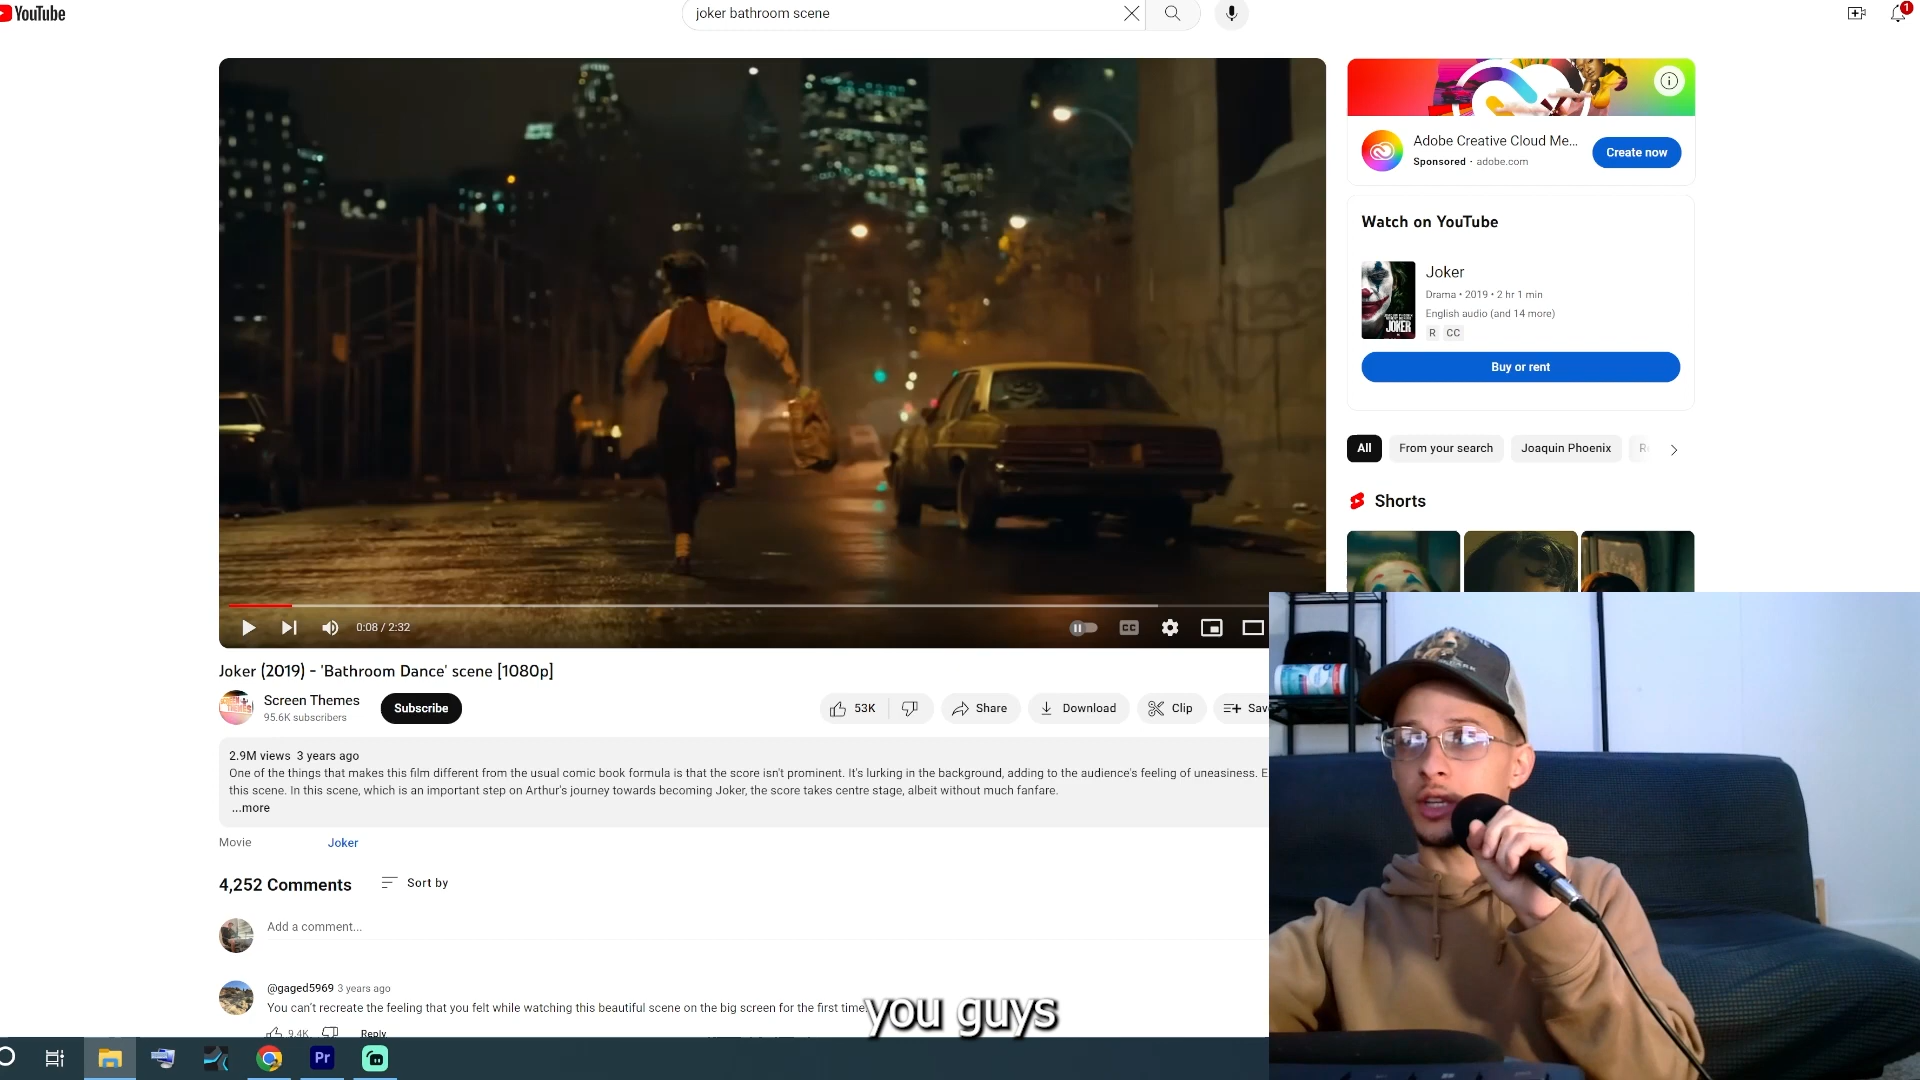 YouTube
joker bathroom scene
1
Adobe Creative Cloud Me...
Sponsored · adobe.com
Create now
Watch on YouTube
Joker
Drama • 2019 • 2 hr 1 min
English audio (and 14 more)
R CC
JOKER
Buy or rent
All
From your search
Joaquin Phoenix
Shorts
0:08 / 2:32
CC
Joker (2019) - 'Bathroom Dance' scene [1080p]
Screen Themes
95.6K subscribers
Subscribe
53K
Share
Download
Clip
Sav
2.9M views 3 years ago
One of the things that makes this film different from the usual comic book formula is that the score isn't prominent. It's lurking in the background, adding to the audience's feeling of uneasiness. E
this scene. In this scene, which is an important step on Arthur's journey towards becoming Joker, the score takes centre stage, albeit without much fanfare.
...more
Movie
Joker
4,252 Comments
Sort by
Add a comment...
@gaged5969 3 years ago
You can't recreate the feeling that you felt while watching this beautiful scene on the big screen for the first time.
9.4K
Reply
you guys
Pr